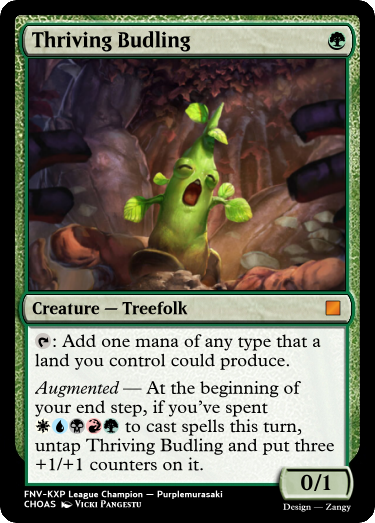 Thriving Budling
Creature — Treefolk
: Add one mana of any type that a
land you control could produce.
Augmented — At the beginning of
your end step, if you've spent
to cast spells this turn,
untap Thriving Budling and put three
+1/+1 counters on it.
0/1
FNV-KXP League Champion — Purplemurasaki
CHOAS Vicki Pangestu
Design — Zangy